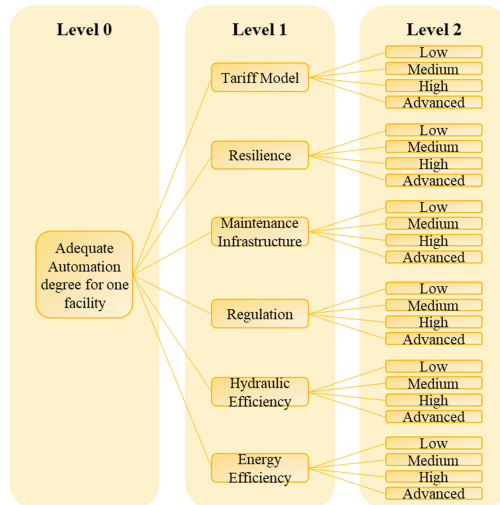 Level 0
Level 1
Level 2
Adequate
Automation
degree for one
facility
Tariff Model
Low
Medium
High
Advanced
Resilience
Low
Medium
High
Advanced
Maintenance
Infrastructure
Low
Medium
High
Advanced
Regulation
Low
Medium
High
Advanced
Hydraulic
Efficiency
Low
Medium
High
Advanced
Energy
Efficiency
Low
Medium
High
Advanced